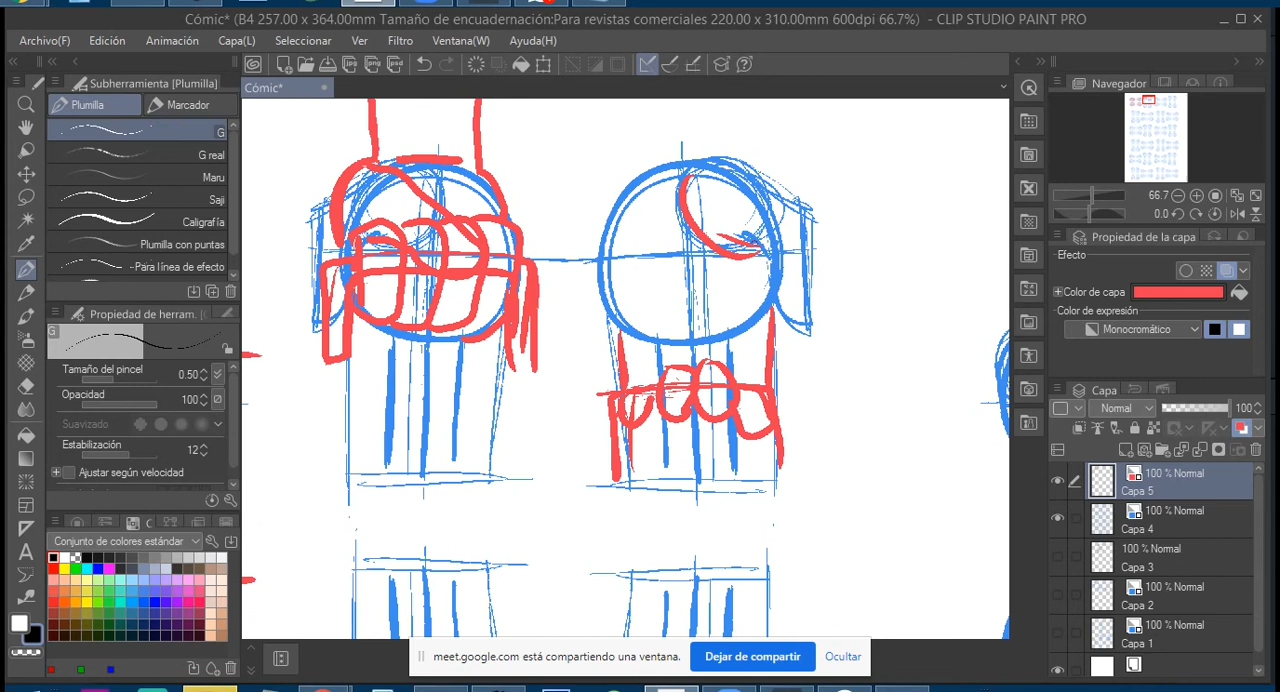 Cómic* (B4 257.00 x 364.00mm Tamaño de encuadernación:Para revistas comerciales 220.00 x 310.00mm 600dpi 66.7%) - CLIP STUDIO PAINT PRO
Archivo(F) Edición Animación Capa(L) Seleccionar Ver Filtro Ventana(W) Ayuda(H)
Subherramienta [Plumilla]
Cómic*
Navegador
Plumilla Marcador
G
G real
Maru
Saji
Caligrafía
Plumilla con puntas
Para línea de efecto
66.7
0.0
Propiedad de la capa
Efecto
Color de capa
Color de expresión
Monocromático
Propiedad de herram.
G
Tamaño del pincel 0.50
Opacidad 100
Suavizado
Estabilización 12
Ajustar según velocidad
Conjunto de colores estándar
Capa
Normal 100
100 % Normal
Capa 5
100 % Normal
Capa 4
100 % Normal
Capa 3
100 % Normal
Capa 2
100 % Normal
Capa 1
meet.google.com está compartiendo una ventana. Dejar de compartir Ocultar